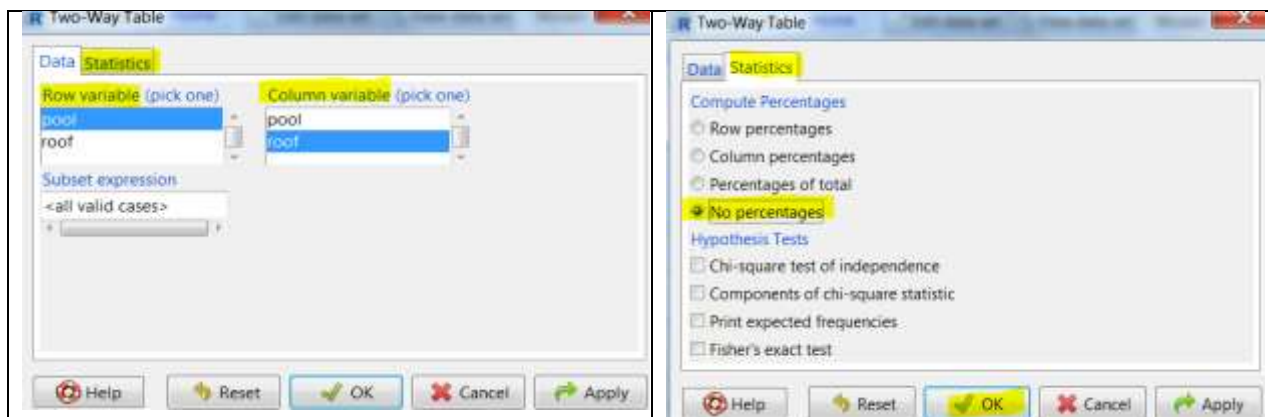 R Two-Way Table
Data Statistics
Row variable (pick one) Column variable (pick one)
pool pool
roof roof
Subset expression
<all valid cases>
Help Reset OK Cancel Apply
R Two-Way Table
Data Statistics
Compute Percentages
Row percentages
Column percentages
Percentages of total
No percentages
Hypothesis Tests
Chi-square test of independence
Components of chi-square statistic
Print expected frequencies
Fisher's exact test
Help Reset OK Cancel Apply